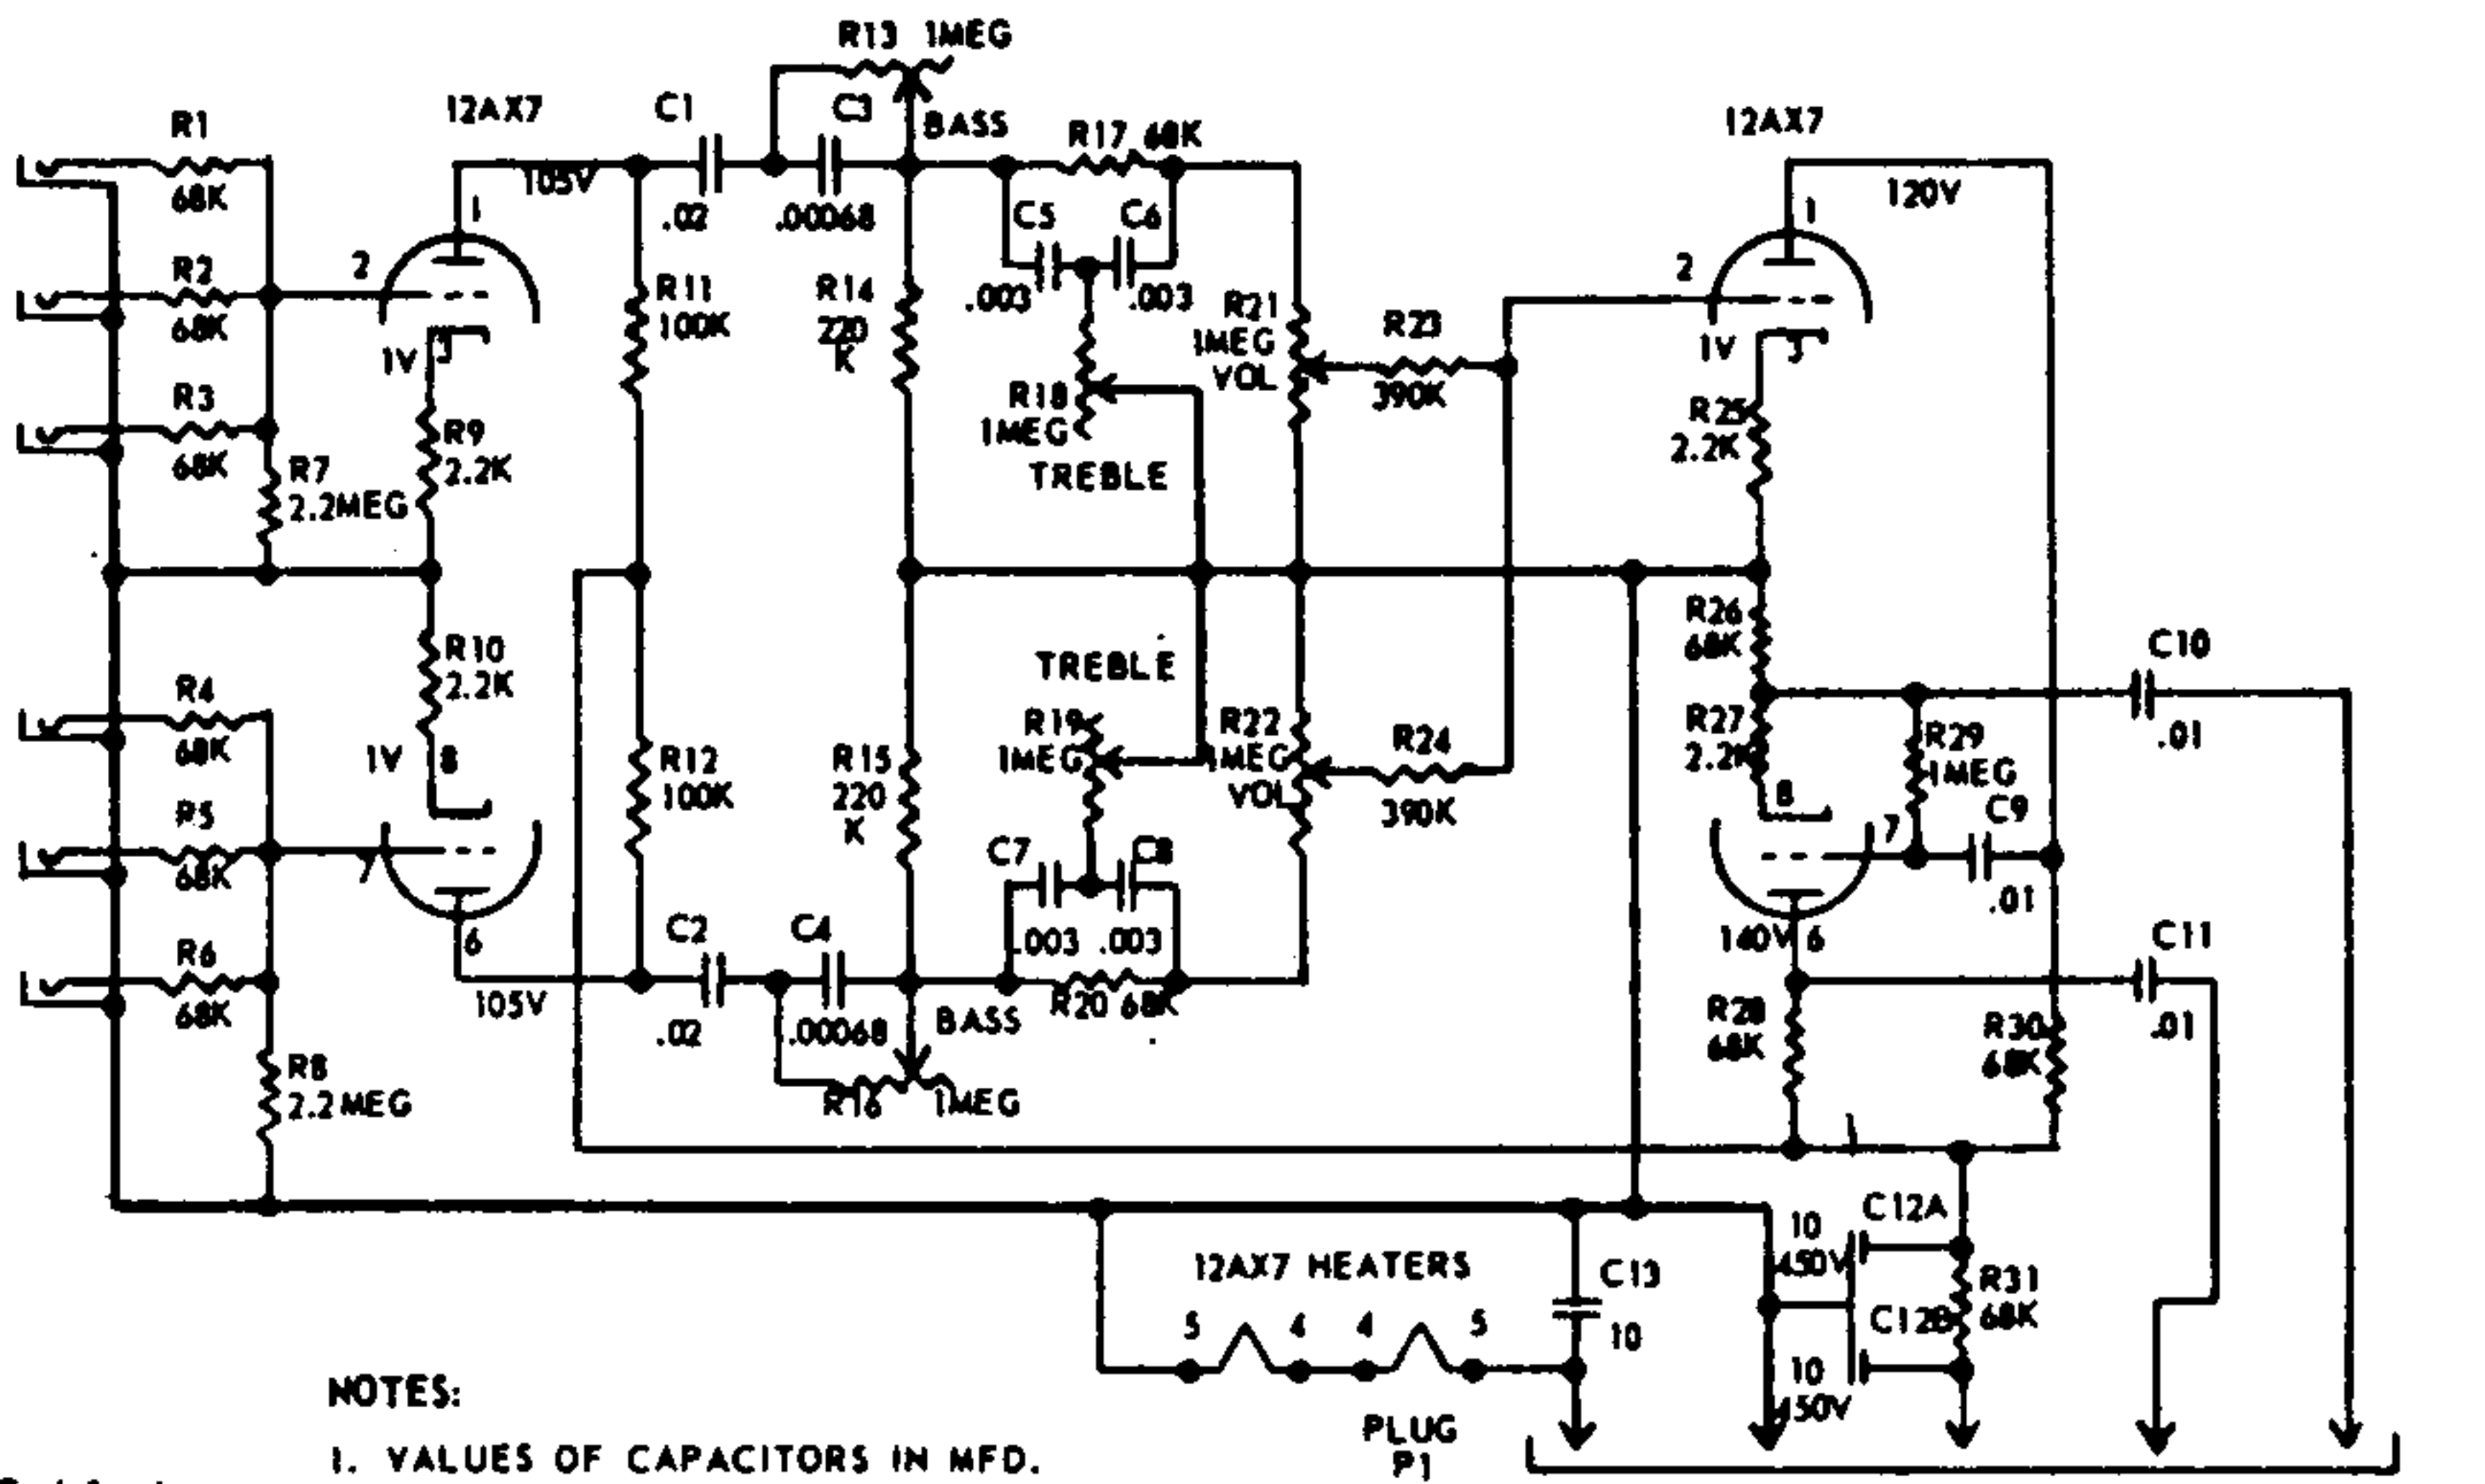 R13 1MEG
12AX7
C1
C3
BASS
R17 68K
12AX7
R1
68K
105V
1
.02
.00068
C5
C6
.003
.003
120V
1
R2
68K
2
R11
100K
R14
220
K
R21
1MEG
VOL
R23
390K
2
1V
3
1V
3
R3
68K
R18
1MEG
TREBLE
R9
2.2K
R25
2.2K
R7
2.2MEG
R26
68K
R10
2.2K
TREBLE
C10
.01
R4
68K
1V
8
R12
100K
R15
220
K
R19
1MEG
R22
1MEG
VOL
R24
390K
R27
2.2K
R29
1MEG
8
7
C9
.01
R5
68K
7
C7
C8
.003
.003
6
105V
C2
.02
C4
.00068
BASS
R20 68K
140V 6
C11
.01
R6
68K
R28
68K
R30
68K
R8
2.2MEG
R16
1MEG
C12A
10
450V
12AX7 HEATERS
C13
10
R31
68K
C12B
10
450V
5
4
4
5
PLUG
P1
NOTES:
1. VALUES OF CAPACITORS IN MFD.